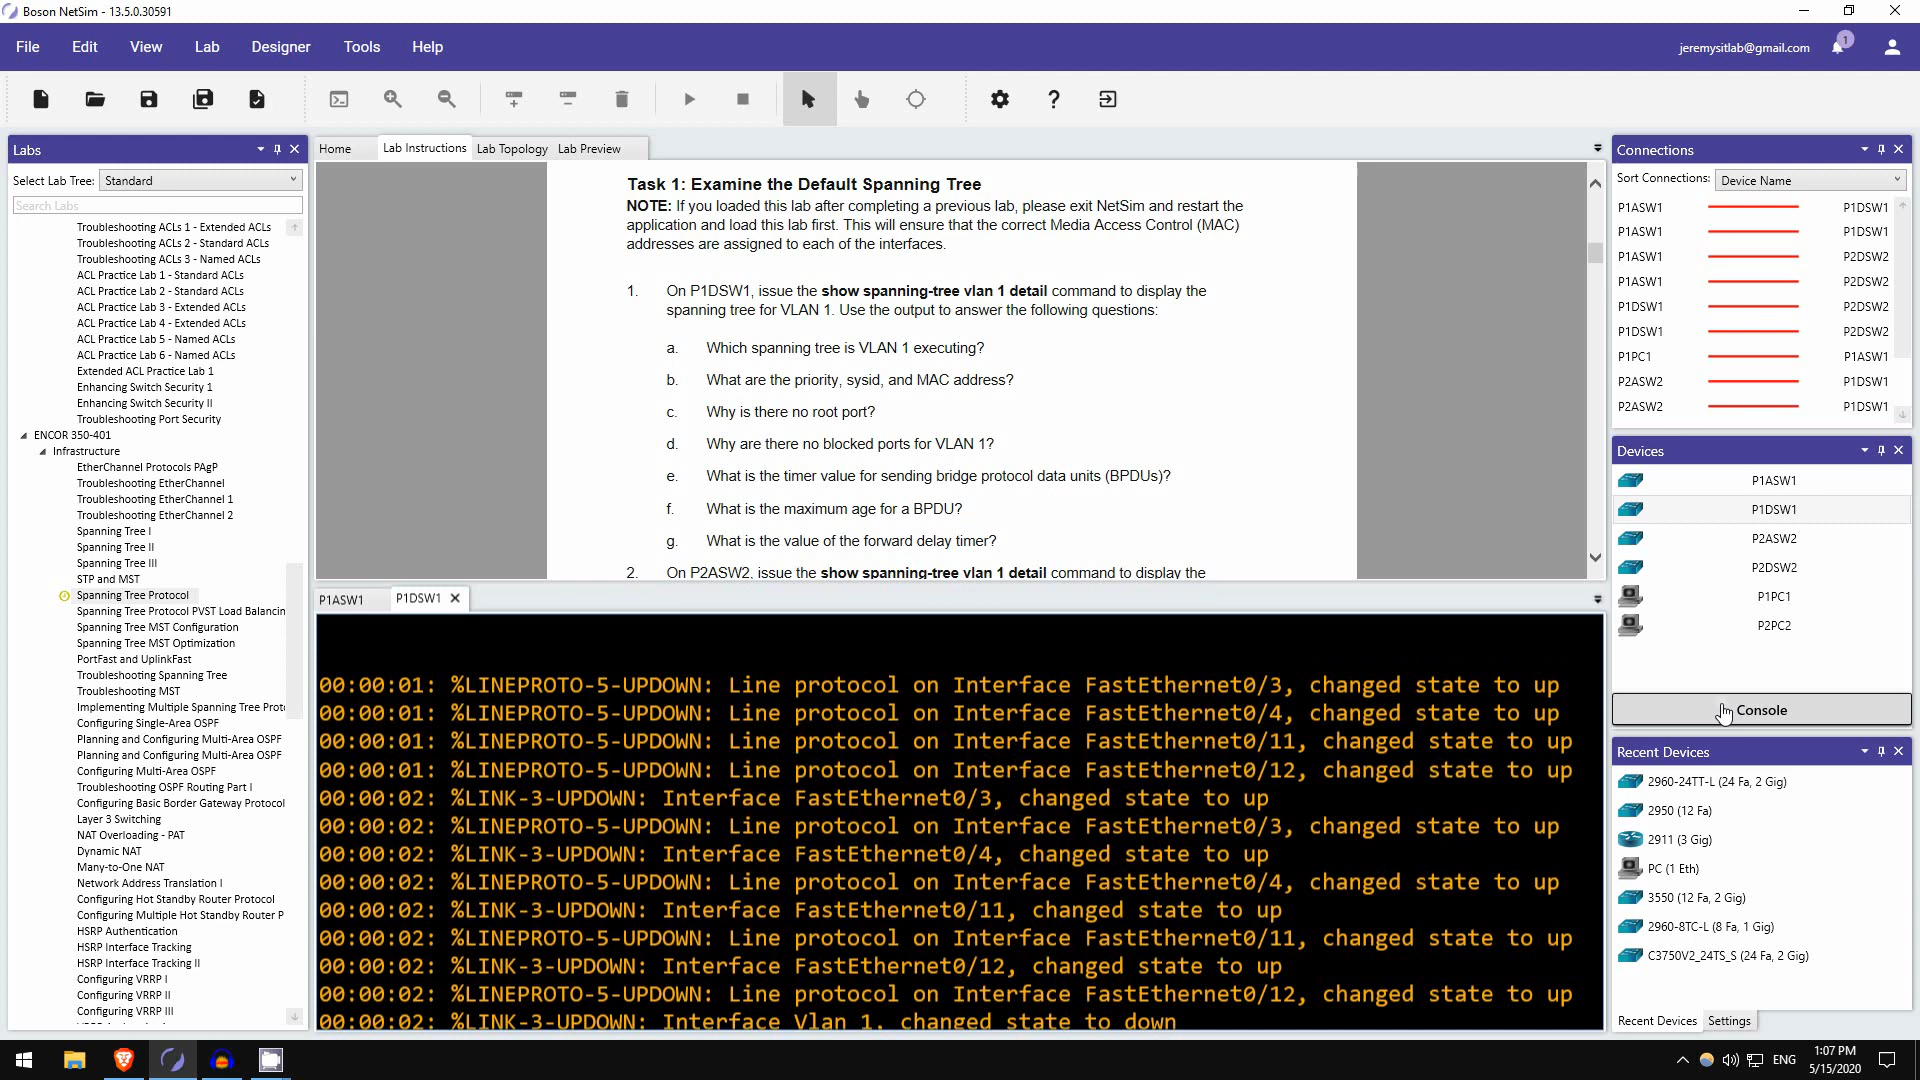 Boson NetSim - 13.5.0.30591
File
Edit
View
Lab
Designer
Tools
Help
jeremysitlab@gmail.com
1
Labs
Select Lab Tree:
Standard
Search Labs
Troubleshooting ACLs 1 - Extended ACLs
Troubleshooting ACLs 2 - Standard ACLs
Troubleshooting ACLs 3 - Named ACLs
ACL Practice Lab 1 - Standard ACLs
ACL Practice Lab 2 - Standard ACLs
ACL Practice Lab 3 - Extended ACLs
ACL Practice Lab 4 - Extended ACLs
ACL Practice Lab 5 - Named ACLs
ACL Practice Lab 6 - Named ACLs
Extended ACL Practice Lab 1
Enhancing Switch Security 1
Enhancing Switch Security II
Troubleshooting Port Security
ENCOR 350-401
Infrastructure
EtherChannel Protocols PAgP
Troubleshooting EtherChannel
Troubleshooting EtherChannel 1
Troubleshooting EtherChannel 2
Spanning Tree I
Spanning Tree II
Spanning Tree III
STP and MST
Spanning Tree Protocol
Spanning Tree Protocol PVST Load Balancin
Spanning Tree MST Configuration
Spanning Tree MST Optimization
PortFast and UplinkFast
Troubleshooting Spanning Tree
Troubleshooting MST
Implementing Multiple Spanning Tree Proto
Configuring Single-Area OSPF
Planning and Configuring Multi-Area OSPF
Planning and Configuring Multi-Area OSPF
Configuring Multi-Area OSPF
Troubleshooting OSPF Routing Part I
Configuring Basic Border Gateway Protocol
Layer 3 Switching
NAT Overloading - PAT
Dynamic NAT
Many-to-One NAT
Network Address Translation I
Configuring Hot Standby Router Protocol
Configuring Multiple Hot Standby Router P
HSRP Authentication
HSRP Interface Tracking
HSRP Interface Tracking II
Configuring VRRP I
Configuring VRRP II
Configuring VRRP III
Home
Lab Instructions
Lab Topology
Lab Preview
Task 1: Examine the Default Spanning Tree
NOTE: If you loaded this lab after completing a previous lab, please exit NetSim and restart the
application and load this lab first. This will ensure that the correct Media Access Control (MAC)
addresses are assigned to each of the interfaces.
1. On P1DSW1, issue the show spanning-tree vlan 1 detail command to display the
spanning tree for VLAN 1. Use the output to answer the following questions:
a. Which spanning tree is VLAN 1 executing?
b. What are the priority, sysid, and MAC address?
c. Why is there no root port?
d. Why are there no blocked ports for VLAN 1?
e. What is the timer value for sending bridge protocol data units (BPDUs)?
f. What is the maximum age for a BPDU?
g. What is the value of the forward delay timer?
2. On P2ASW2, issue the show spanning-tree vlan 1 detail command to display the
P1ASW1
P1DSW1
00:00:01: %LINEPROTO-5-UPDOWN: Line protocol on Interface FastEthernet0/3, changed state to up
00:00:01: %LINEPROTO-5-UPDOWN: Line protocol on Interface FastEthernet0/4, changed state to up
00:00:01: %LINEPROTO-5-UPDOWN: Line protocol on Interface FastEthernet0/11, changed state to up
00:00:01: %LINEPROTO-5-UPDOWN: Line protocol on Interface FastEthernet0/12, changed state to up
00:00:02: %LINK-3-UPDOWN: Interface FastEthernet0/3, changed state to up
00:00:02: %LINEPROTO-5-UPDOWN: Line protocol on Interface FastEthernet0/3, changed state to up
00:00:02: %LINK-3-UPDOWN: Interface FastEthernet0/4, changed state to up
00:00:02: %LINEPROTO-5-UPDOWN: Line protocol on Interface FastEthernet0/4, changed state to up
00:00:02: %LINK-3-UPDOWN: Interface FastEthernet0/11, changed state to up
00:00:02: %LINEPROTO-5-UPDOWN: Line protocol on Interface FastEthernet0/11, changed state to up
00:00:02: %LINK-3-UPDOWN: Interface FastEthernet0/12, changed state to up
00:00:02: %LINEPROTO-5-UPDOWN: Line protocol on Interface FastEthernet0/12, changed state to up
00:00:02: %LINK-3-UPDOWN: Interface Vlan 1, changed state to down
Connections
Sort Connections:
Device Name
P1ASW1 P1DSW1
P1ASW1 P1DSW1
P1ASW1 P2DSW2
P1ASW1 P2DSW2
P1DSW1 P2DSW2
P1DSW1 P2DSW2
P1PC1 P1ASW1
P2ASW2 P1DSW1
P2ASW2 P1DSW1
Devices
P1ASW1
P1DSW1
P2ASW2
P2DSW2
P1PC1
P2PC2
Console
Recent Devices
2960-24TT-L (24 Fa, 2 Gig)
2950 (12 Fa)
2911 (3 Gig)
PC (1 Eth)
3550 (12 Fa, 2 Gig)
2960-8TC-L (8 Fa, 1 Gig)
C3750V2_24TS_S (24 Fa, 2 Gig)
Recent Devices
Settings
ENG
1:07 PM
5/15/2020